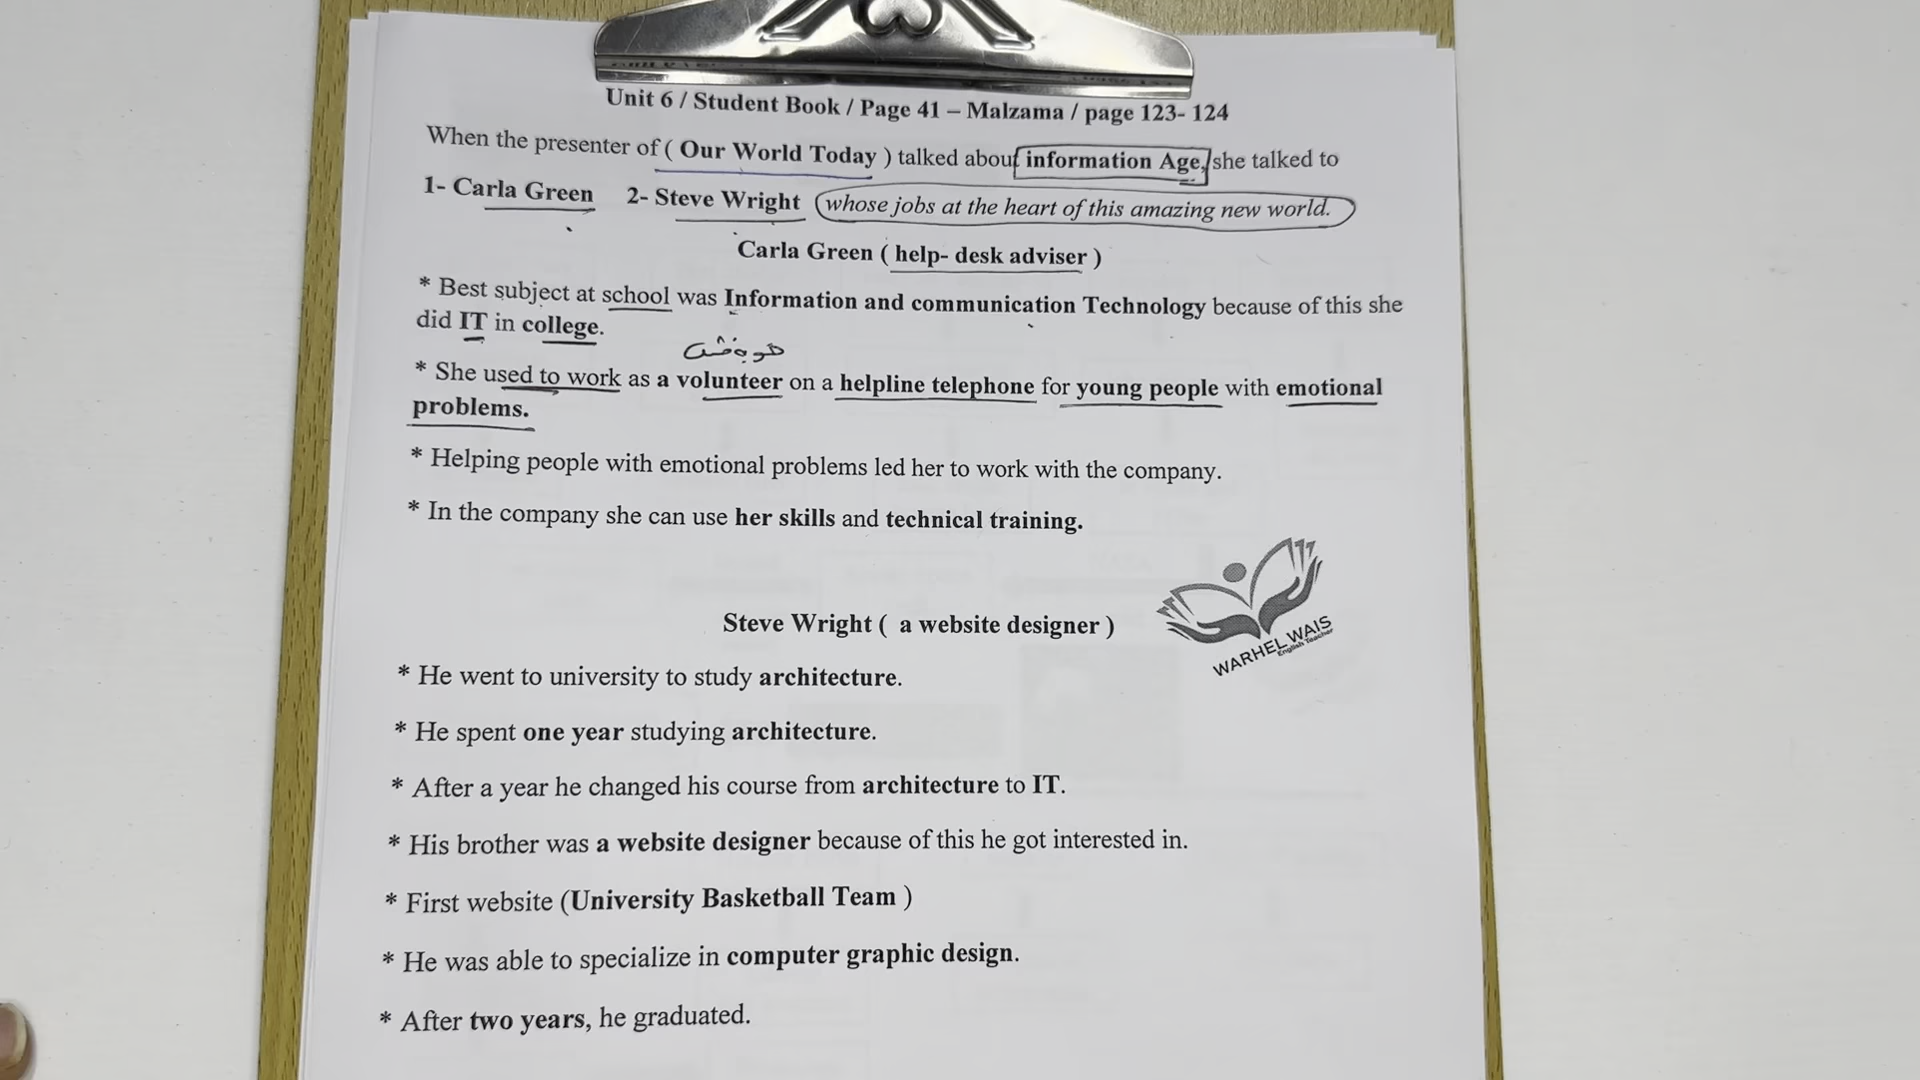 Unit 6 / Student Book / Page 41 – Malzama / page 123- 124
When the presenter of ( Our World Today ) talked about information Age, she talked to
1- Carla Green 2- Steve Wright whose jobs at the heart of this amazing new world.
Carla Green ( help- desk adviser )
* Best subject at school was Information and communication Technology because of this she
did IT in college.
* She used to work as a volunteer on a helpline telephone for young people with emotional
problems.
* Helping people with emotional problems led her to work with the company.
* In the company she can use her skills and technical training.
WARHEL WAIS
English Teacher
Steve Wright ( a website designer )
* He went to university to study architecture.
* He spent one year studying architecture.
* After a year he changed his course from architecture to IT.
* His brother was a website designer because of this he got interested in.
* First website (University Basketball Team )
* He was able to specialize in computer graphic design.
* After two years, he graduated.